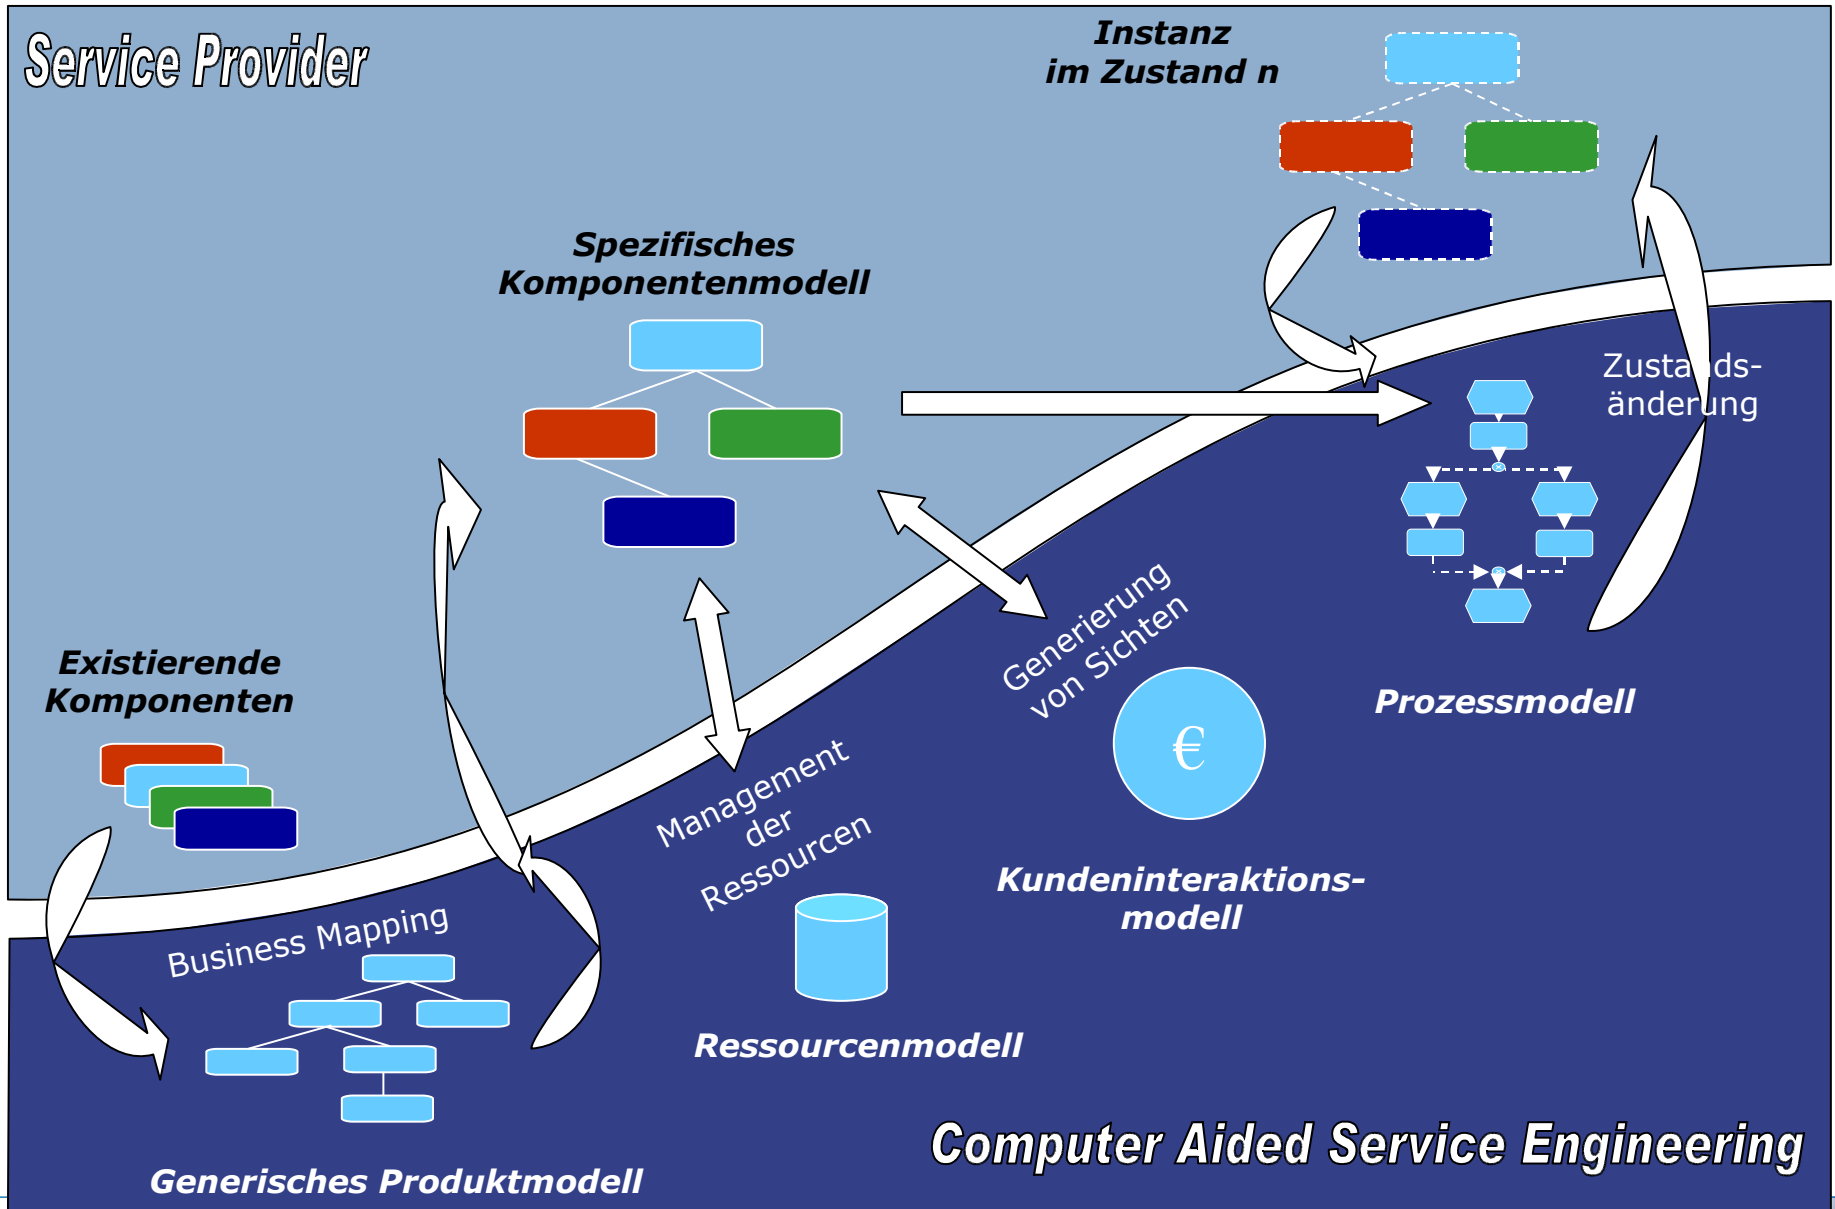 Service Provider
Instanz
im Zustand n
Spezifisches
Komponentenmodell
Zustands-
änderung
Existierende
Komponenten
Generierung
von Sichten
Prozessmodell
€
Management
der
Ressourcen
Kundeninteraktions-
modell
Business Mapping
Ressourcenmodell
Computer Aided Service Engineering
Generisches Produktmodell